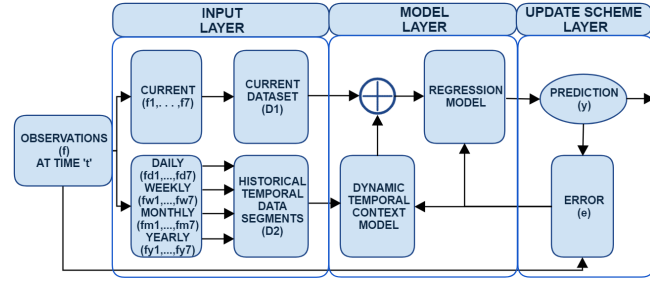 INPUT
LAYER
MODEL
LAYER
UPDATE SCHEME
LAYER
OBSERVATIONS
(f)
AT TIME 't'
CURRENT
(f1,. . . ,f7)
CURRENT
DATASET
(D1)
REGRESSION
MODEL
PREDICTION
(y)
DAILY
(fd1,...,fd7)
WEEKLY
(fw1,...,fw7)
MONTHLY
(fm1,...,fm7)
YEARLY
(fy1,...,fy7)
HISTORICAL
TEMPORAL
DATA
SEGMENTS
(D2)
DYNAMIC
TEMPORAL
CONTEXT
MODEL
ERROR
(e)